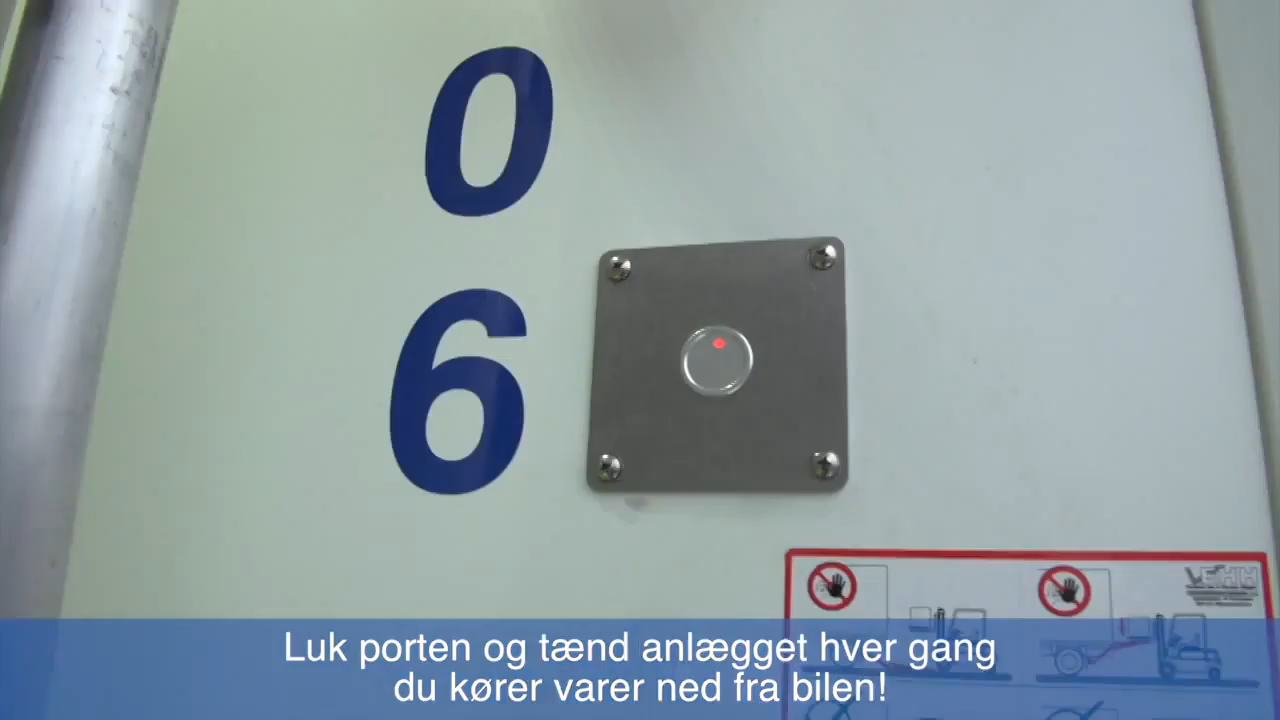 0
6
Luk porten og tænd anlægget hver gang
du kører varer ned fra bilen!